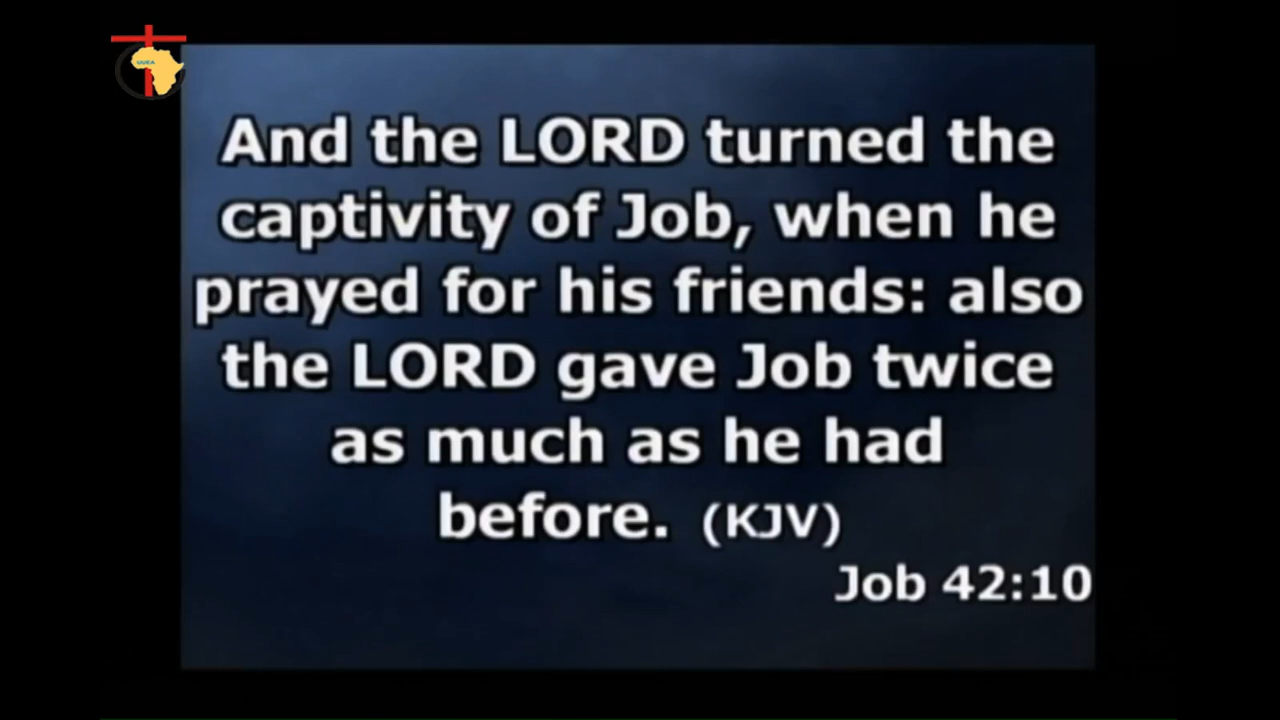 And the LORD turned the
captivity of Job, when he
prayed for his friends: also
the LORD gave Job twice
as much as he had
before. (KJV)
Job 42:10